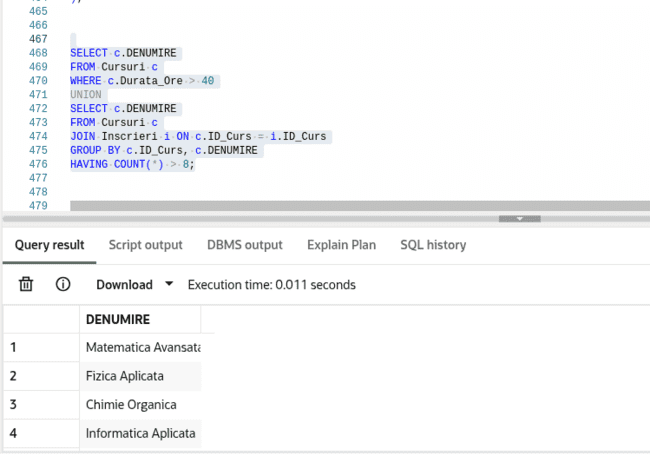 465
466
467
468 SELECT c.DENUMIRE
469 FROM Cursuri c
470 WHERE c.Durata_Ore > 40
471 UNION
472 SELECT c.DENUMIRE
473 FROM Cursuri c
474 JOIN Inscrieri i ON c.ID_Curs = i.ID_Curs
475 GROUP BY c.ID_Curs, c.DENUMIRE
476 HAVING COUNT(*) > 8;
477
478
479
Query result Script output DBMS output Explain Plan SQL history
Download Execution time: 0.011 seconds
DENUMIRE
1 Matematica Avansata
2 Fizica Aplicata
3 Chimie Organica
4 Informatica Aplicata